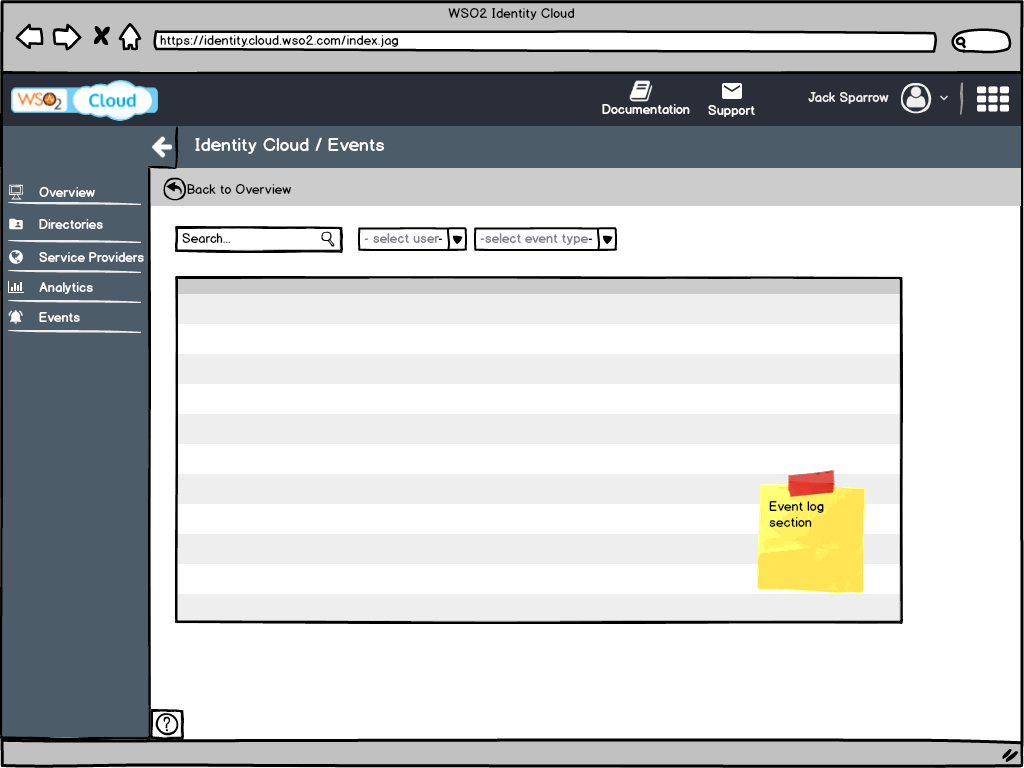 WSO2 Identity Cloud
https://identity.cloud.wso2.com/index.jag
WSO2 Cloud
Documentation
Support
Jack Sparrow
Identity Cloud / Events
Back to Overview
Overview
Directories
Service Providers
Analytics
Events
Search...
- select user-
-select event type-
Event log
section
?